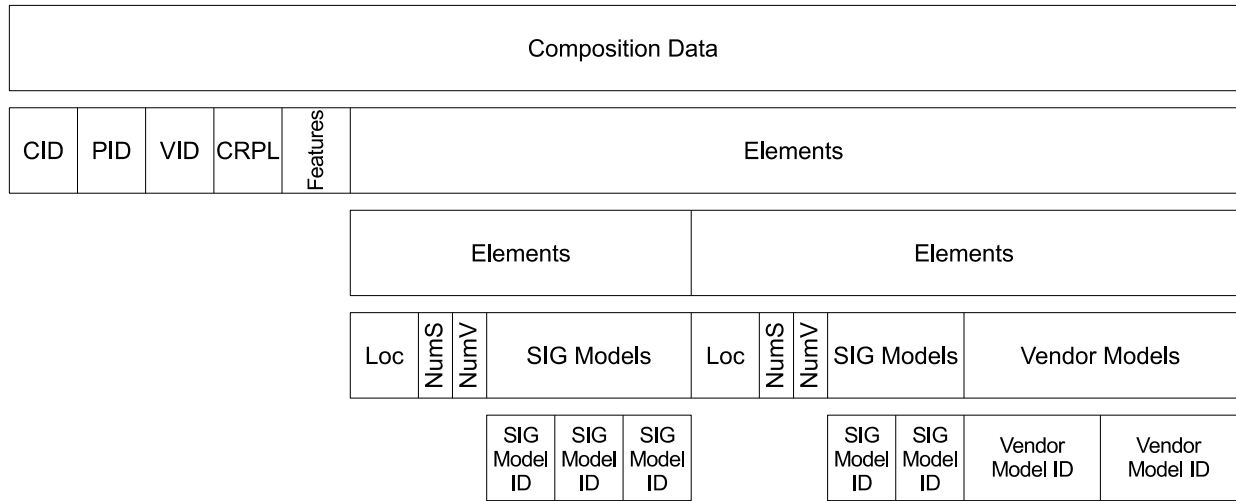 Composition Data
CID PID VID CRPL Features Elements
Elements Elements
Loc NumS NumV SIG Models Loc NumS NumV SIG Models Vendor Models
SIG Model ID SIG Model ID SIG Model ID SIG Model ID SIG Model ID Vendor Model ID Vendor Model ID